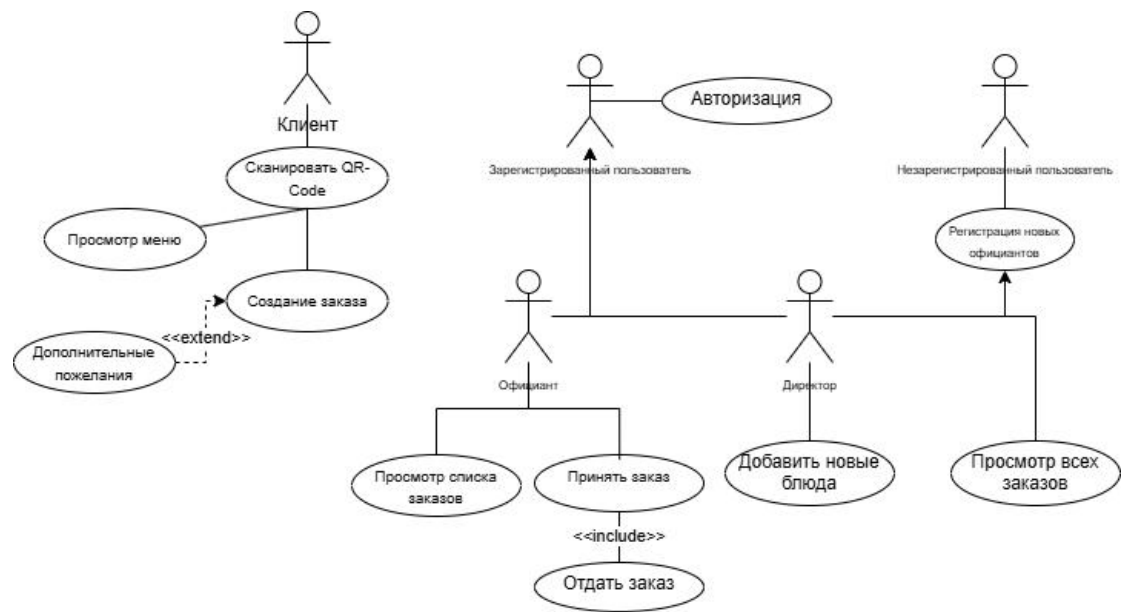 Клиент
Сканировать QR-
Code
Просмотр меню
Создание заказа
<<extend>>
Дополнительные
пожелания
Авторизация
Зарегистрированный пользователь
Незарегистрированный пользователь
Регистрация новых
официантов
Официант
Директор
Просмотр списка
заказов
Принять заказ
<<include>>
Отдать заказ
Добавить новые
блюда
Просмотр всех
заказов